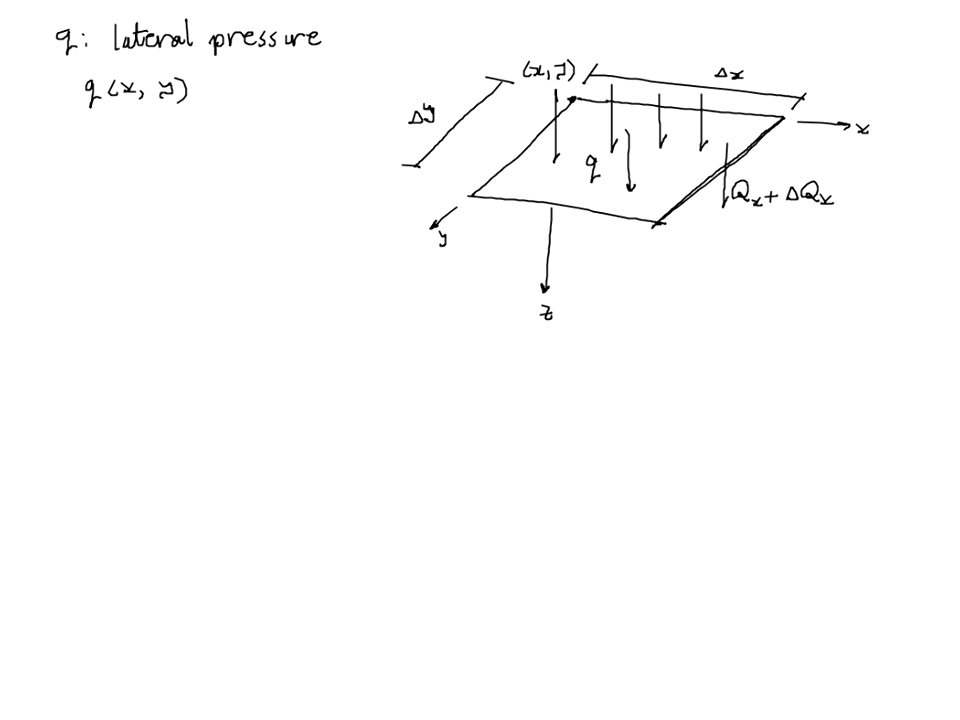 q: lateral pressure
q(x, y)
(x, y)
Δx
Δy
x
q
Qx + ΔQx
y
z